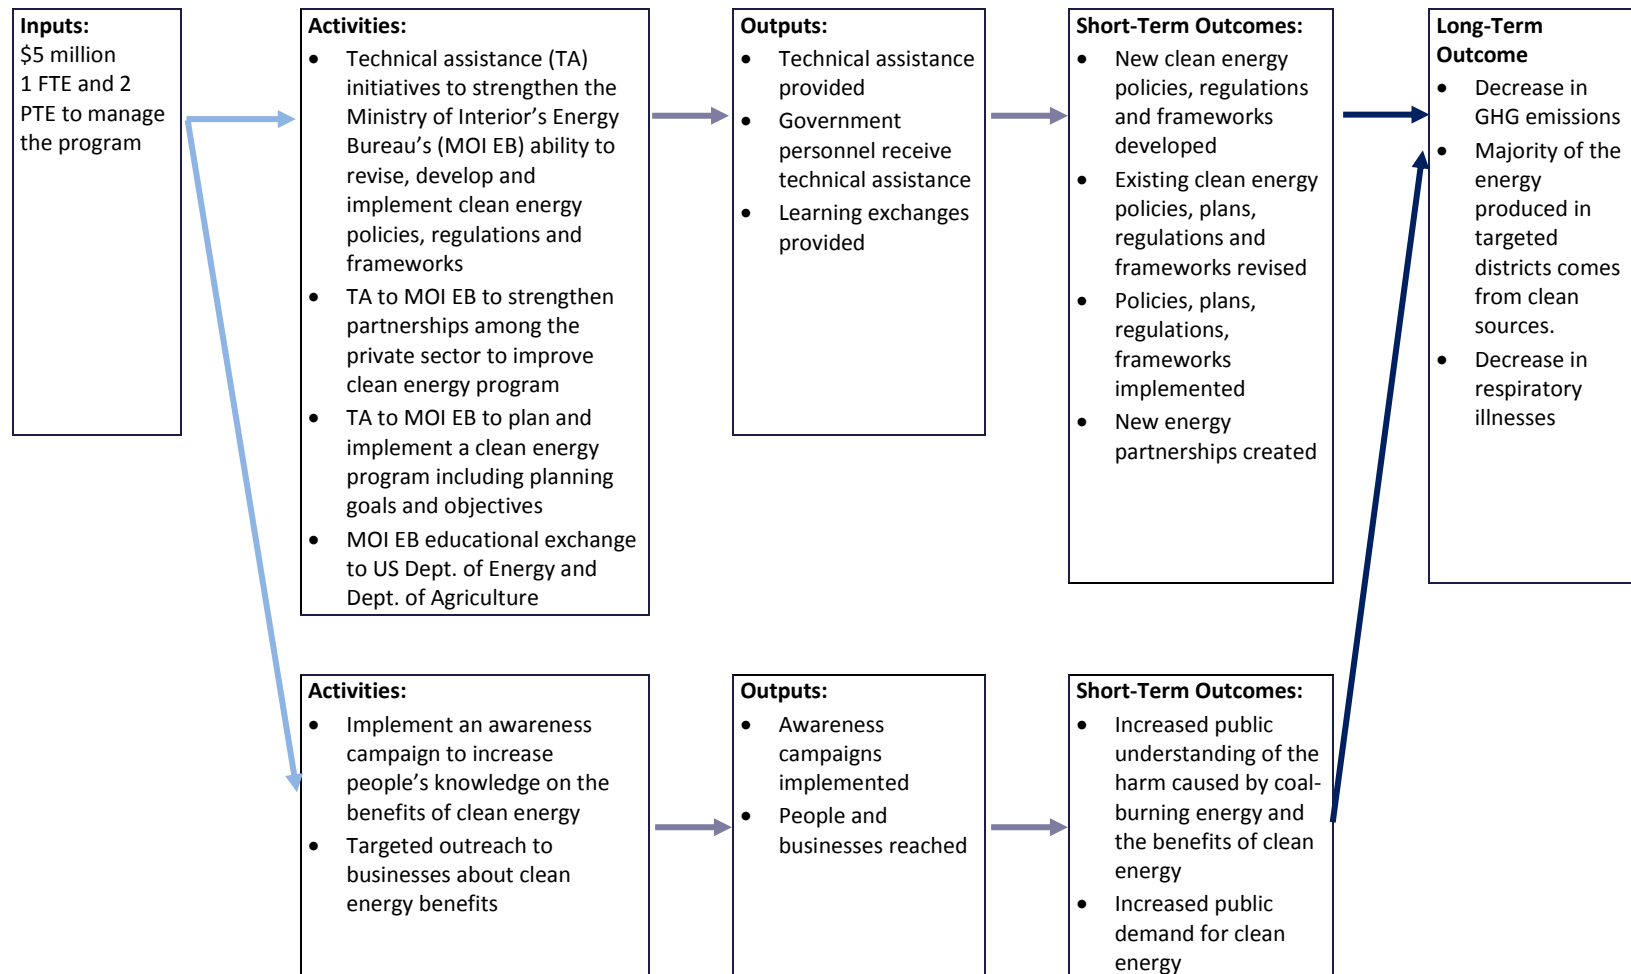 Inputs:
$5 million
1 FTE and 2
PTE to manage
the program
Activities:
• Technical assistance (TA)
initiatives to strengthen the
Ministry of Interior’s Energy
Bureau’s (MOI EB) ability to
revise, develop and
implement clean energy
policies, regulations and
frameworks
• TA to MOI EB to strengthen
partnerships among the
private sector to improve
clean energy program
• TA to MOI EB to plan and
implement a clean energy
program including planning
goals and objectives
• MOI EB educational exchange
to US Dept. of Energy and
Dept. of Agriculture
Outputs:
• Technical assistance
provided
• Government
personnel receive
technical assistance
• Learning exchanges
provided
Short-Term Outcomes:
• New clean energy
policies, regulations
and frameworks
developed
• Existing clean energy
policies, plans,
regulations and
frameworks revised
• Policies, plans,
regulations,
frameworks
implemented
• New energy
partnerships created
Long-Term
Outcome
• Decrease in
GHG emissions
• Majority of the
energy
produced in
targeted
districts comes
from clean
sources.
• Decrease in
respiratory
illnesses
Activities:
• Implement an awareness
campaign to increase
people’s knowledge on the
benefits of clean energy
• Targeted outreach to
businesses about clean
energy benefits
Outputs:
• Awareness
campaigns
implemented
• People and
businesses reached
Short-Term Outcomes:
• Increased public
understanding of the
harm caused by coal-
burning energy and
the benefits of clean
energy
• Increased public
demand for clean
energy